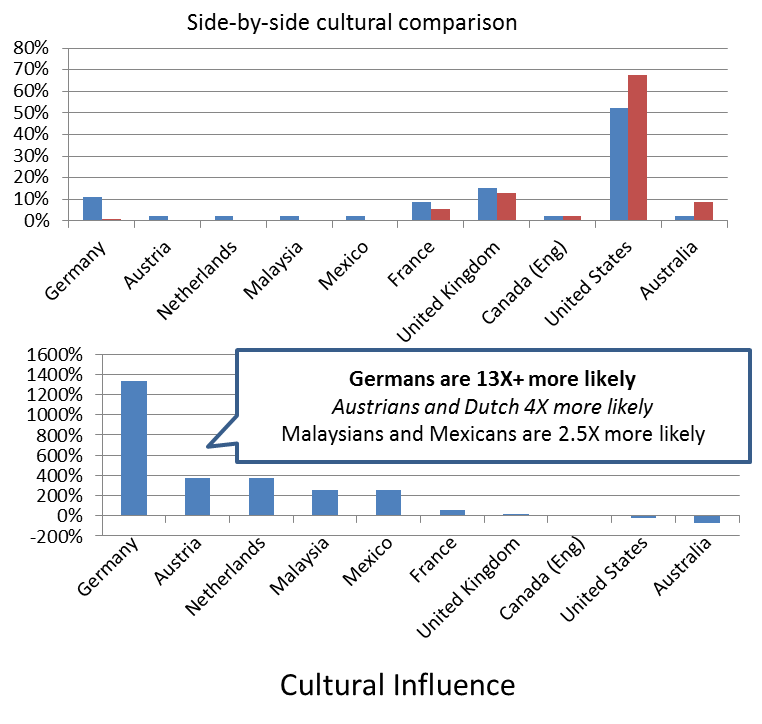 Side-by-side cultural comparison
80%
70%
60%
50%
40%
30%
20%
10%
0%
Germany
Austria
Netherlands
Malaysia
Mexico
France
United Kingdom
Canada (Eng)
United States
Australia
1600%
1400%
1200%
1000%
800%
600%
400%
200%
0%
-200%
Germans are 13X+ more likely
Austrians and Dutch 4X more likely
Malaysians and Mexicans are 2.5X more likely
Germany
Austria
Netherlands
Malaysia
Mexico
France
United Kingdom
Canada (Eng)
United States
Australia
Cultural Influence